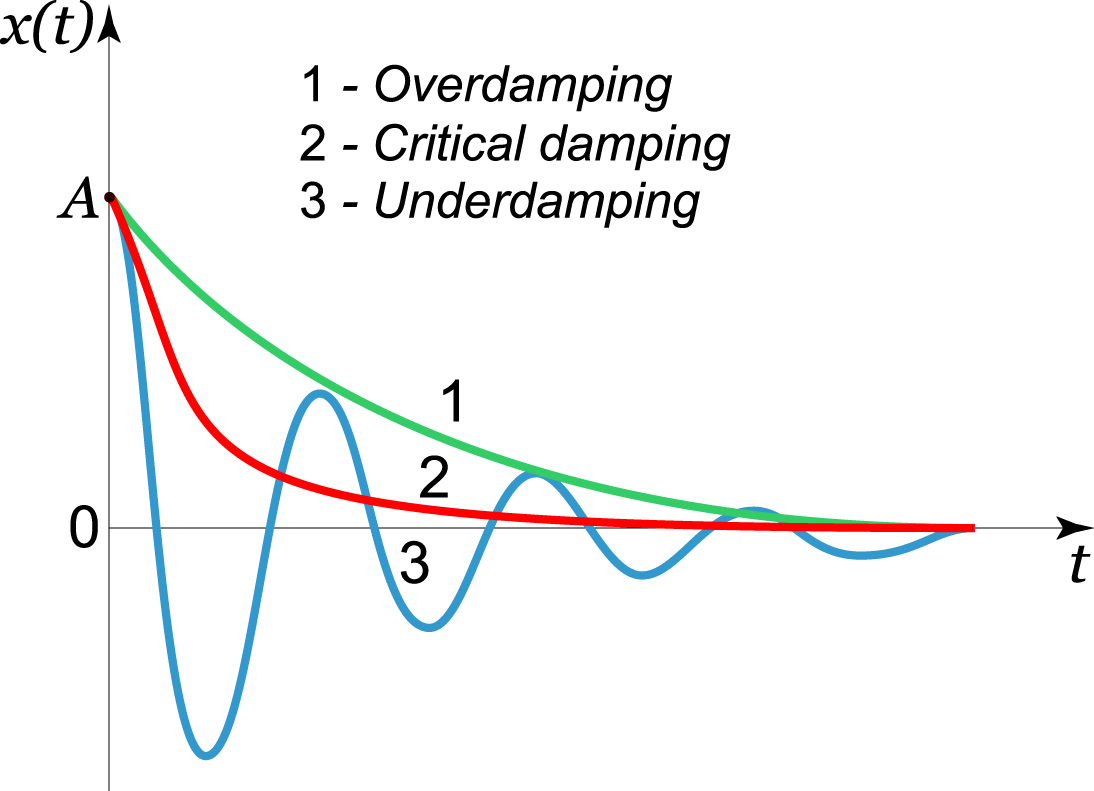 x(t)
1 - Overdamping
2 - Critical damping
3 - Underdamping
A
1
2
0
3
t